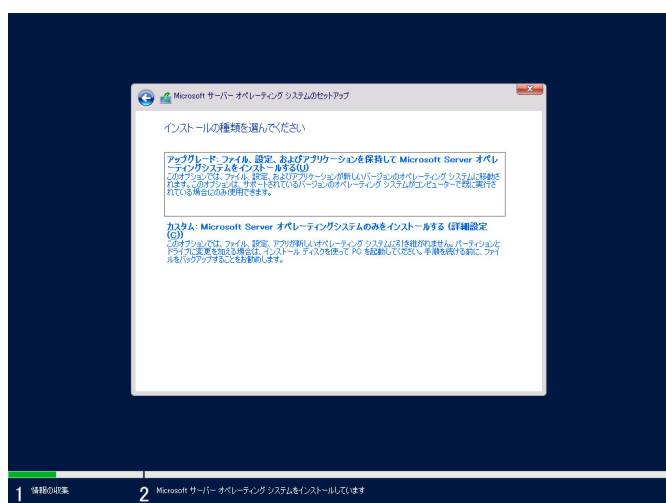 Microsoft サーバー オペレーティング システムのセットアップ
インストールの種類を選んでください
アップグレード: ファイル、設定、およびアプリケーションを保持して Microsoft Server オペレ
ーティングシステムをインストールする(U)
このオプションでは、ファイル、設定、およびアプリケーションが新しいバージョンのオペレーティング システムに移動さ
れます。このオプションは、サポートされているバージョンのオペレーティング システムがコンピューターで既に実行さ
れている場合にのみ使用できます。
カスタム: Microsoft Server オペレーティングシステムのみをインストールする (詳細設定
(C))
このオプションでは、ファイル、設定、アプリが新しいオペレーティング システムに引き継がれません。パーティションと
ドライブに変更を加える場合は、インストール ディスクを使って PC を起動してください。手順を続ける前に、ファイ
ルをバックアップすることをお勧めします。
1 情報の収集
2 Microsoft サーバー オペレーティング システムをインストールしています